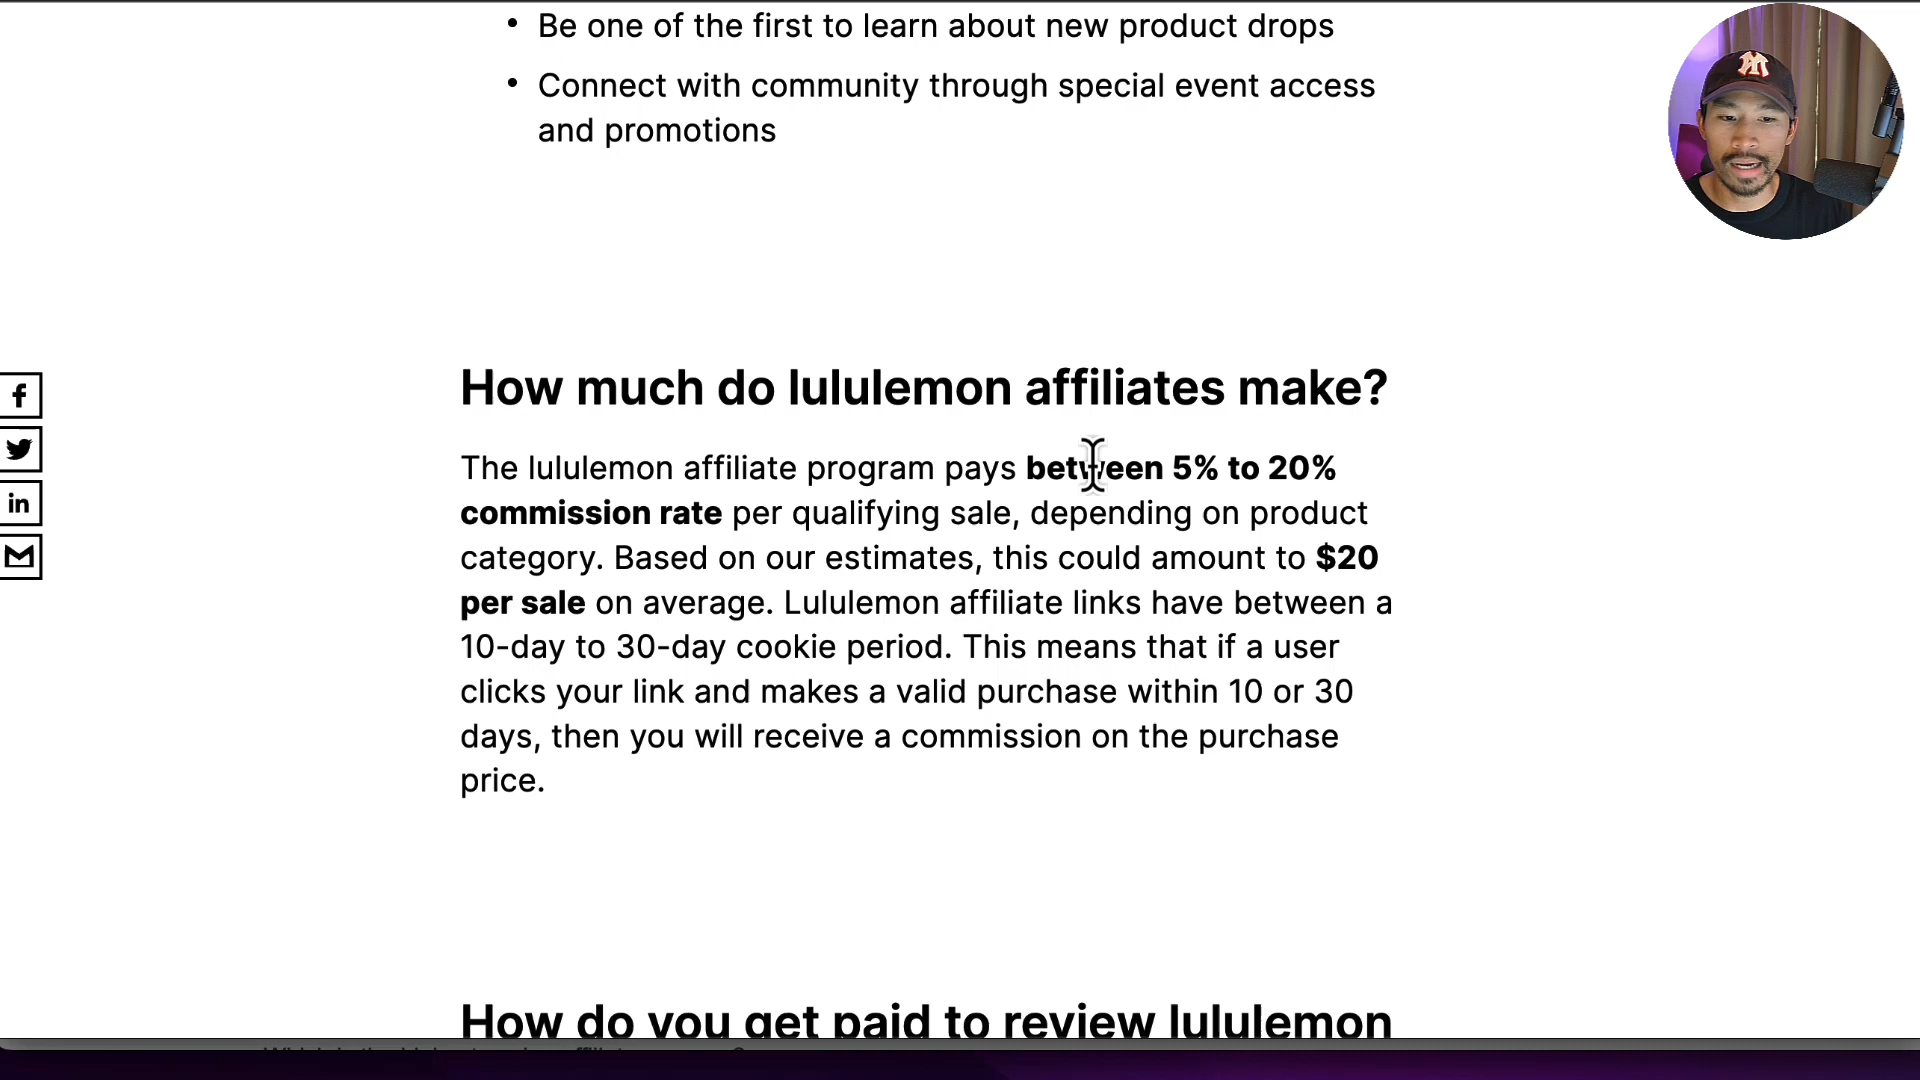 • Be one of the first to learn about new product drops
• Connect with community through special event access
and promotions
How much do lululemon affiliates make?
The lululemon affiliate program pays between 5% to 20%
commission rate per qualifying sale, depending on product
category. Based on our estimates, this could amount to $20
per sale on average. Lululemon affiliate links have between a
10-day to 30-day cookie period. This means that if a user
clicks your link and makes a valid purchase within 10 or 30
days, then you will receive a commission on the purchase
price.
How do you get paid to review lululemon